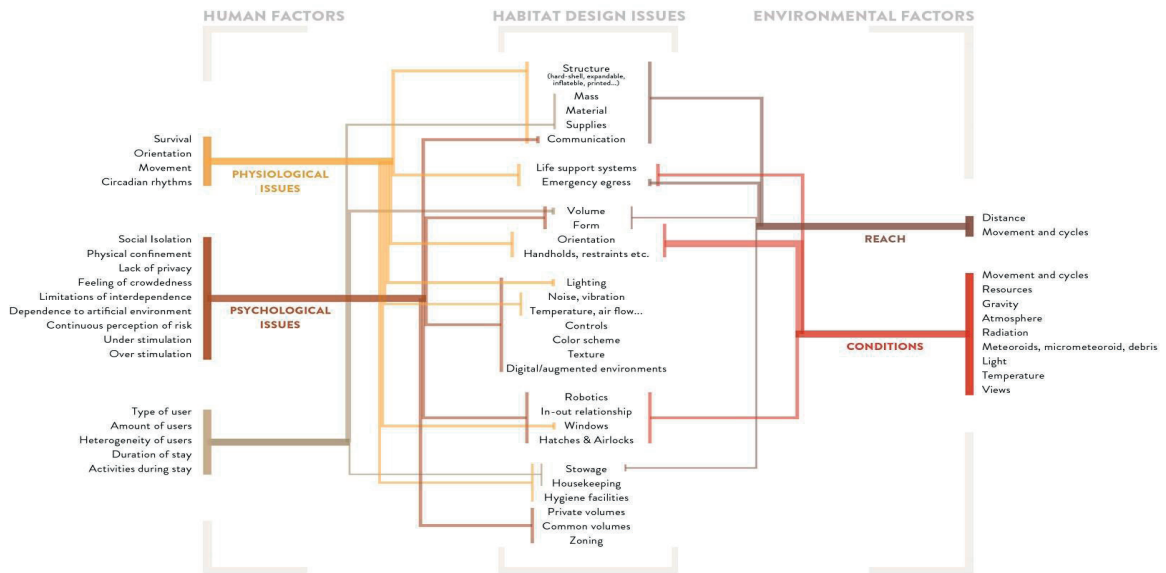 HUMAN FACTORS
HABITAT DESIGN ISSUES
ENVIRONMENTAL FACTORS
Survival
Orientation
Movement
Circadian rhythms
PHYSIOLOGICAL
ISSUES
Social Isolation
Physical confinement
Lack of privacy
Feeling of crowdedness
Limitations of interdependence
Dependence to artificial environment
Continuous perception of risk
Under stimulation
Over stimulation
PSYCHOLOGICAL
ISSUES
Type of user
Amount of users
Heterogeneity of users
Duration of stay
Activities during stay
Structure
(hard-shell, expandable,
inflatable, printed...)
Mass
Material
Supplies
Communication
Life support systems
Emergency egress
Volume
Form
Orientation
Handholds, restraints etc.
Lighting
Noise, vibration
Temperature, air flow...
Controls
Color scheme
Texture
Digital/augmented environments
Robotics
In-out relationship
Windows
Hatches & Airlocks
Stowage
Housekeeping
Hygiene facilities
Private volumes
Common volumes
Zoning
REACH
Distance
Movement and cycles
CONDITIONS
Movement and cycles
Resources
Gravity
Atmosphere
Radiation
Meteoroids, micrometeoroid, debris
Light
Temperature
Views